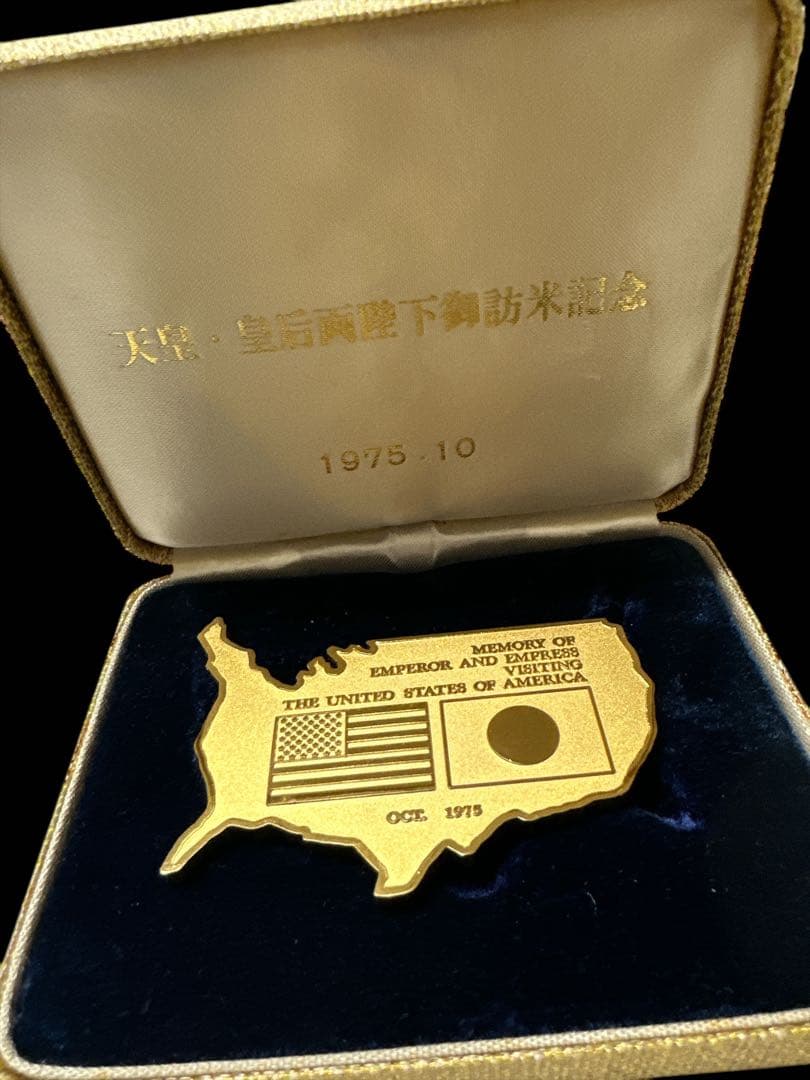 天皇・皇后両陛下御訪米記念
1975.10
MEMORY OF
EMPEROR AND EMPRESS
VISITING
THE UNITED STATES OF AMERICA
OCT. 1975